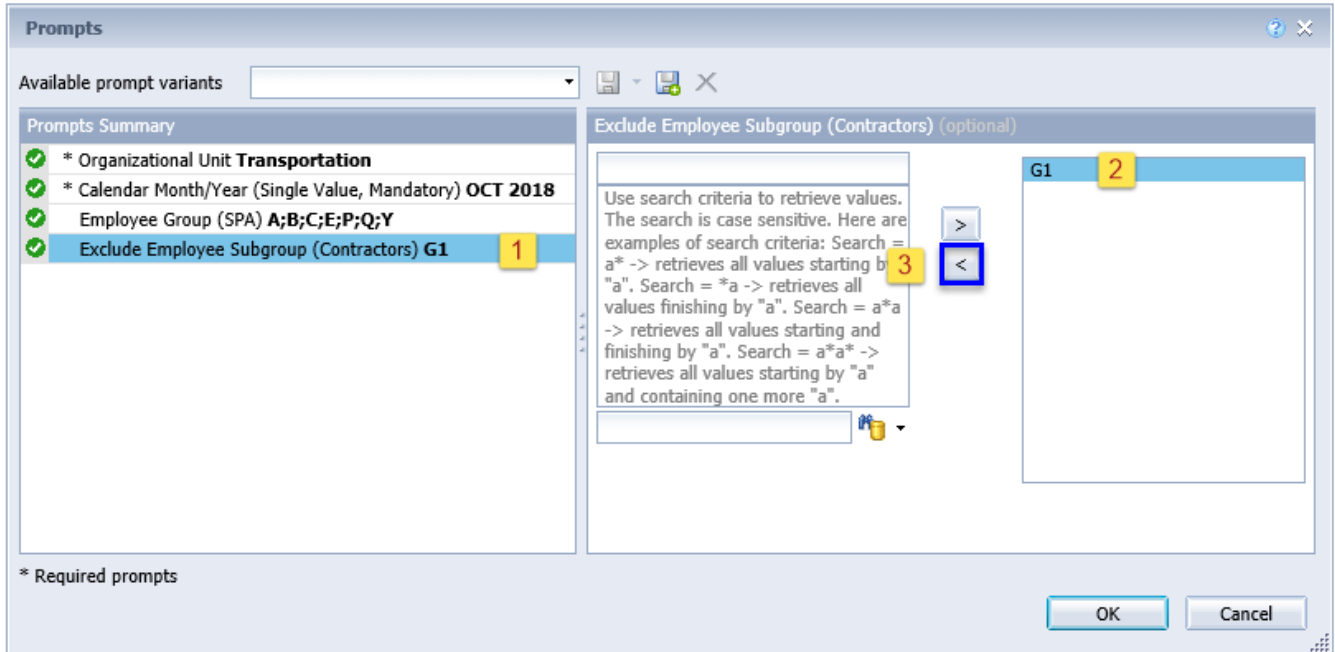 Prompts
Available prompt variants
Prompts Summary
* Organizational Unit Transportation
* Calendar Month/Year (Single Value, Mandatory) OCT 2018
Employee Group (SPA) A;B;C;E;P;Q;Y
Exclude Employee Subgroup (Contractors) G1
1
Exclude Employee Subgroup (Contractors) (optional)
Use search criteria to retrieve values.
The search is case sensitive. Here are
examples of search criteria: Search =
a* -> retrieves all values starting b
"a". Search = *a -> retrieves all
values finishing by "a". Search = a*a
-> retrieves all values starting and
finishing by "a". Search = a*a* ->
retrieves all values starting by "a"
and containing one more "a".
>
3
<
G1
2
* Required prompts
OK
Cancel